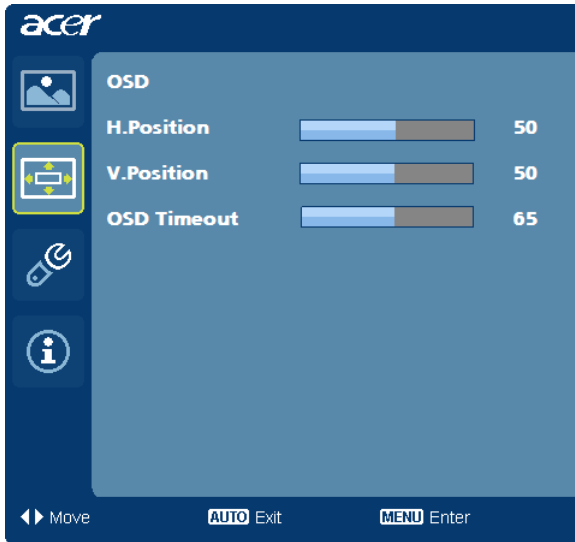 acer
OSD
H.Position 50
V.Position 50
OSD Timeout 65
Move AUTO Exit MENU Enter